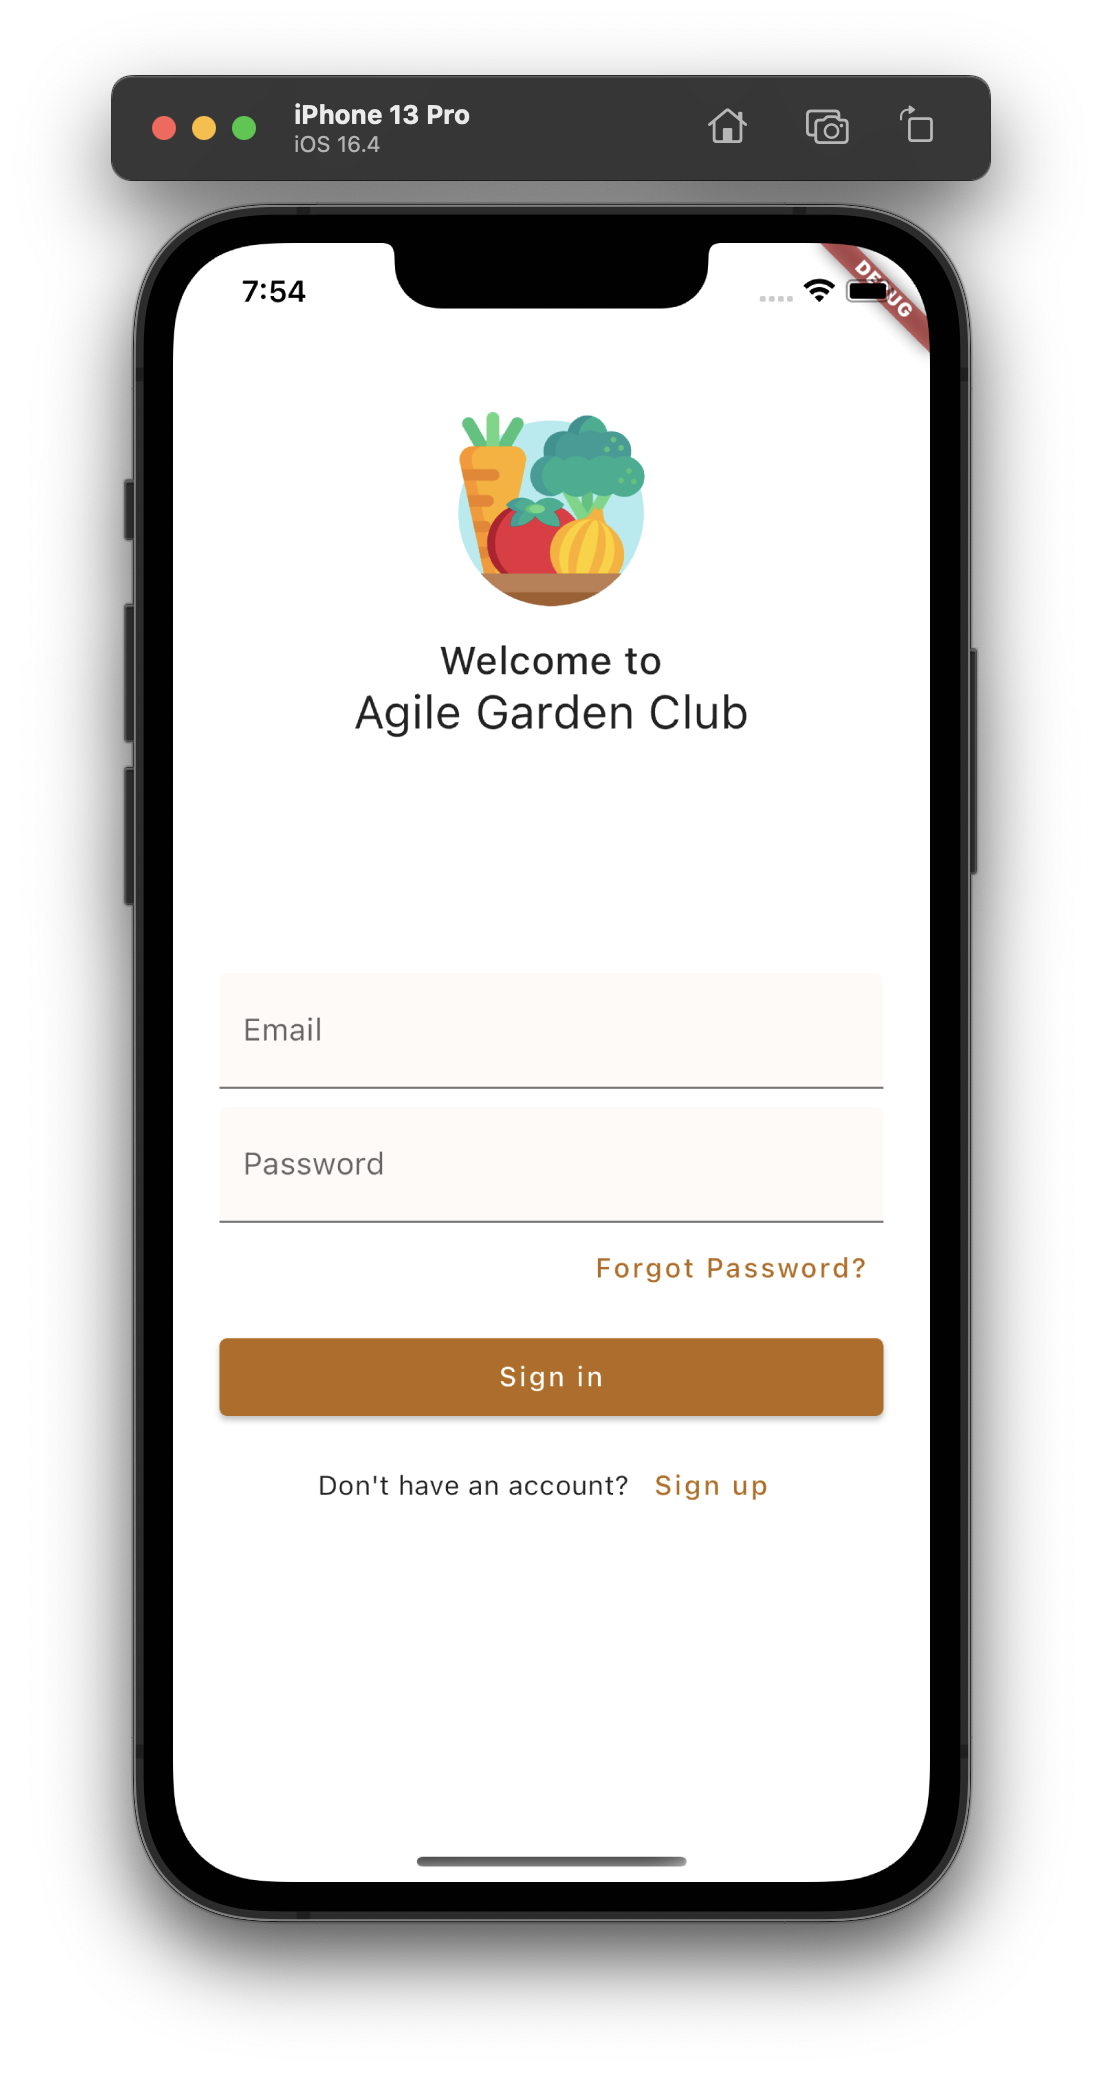 iPhone 13 Pro
iOS 16.4
7:54
DEBUG
Welcome to
Agile Garden Club
Email
Password
Forgot Password?
Sign in
Don't have an account? Sign up